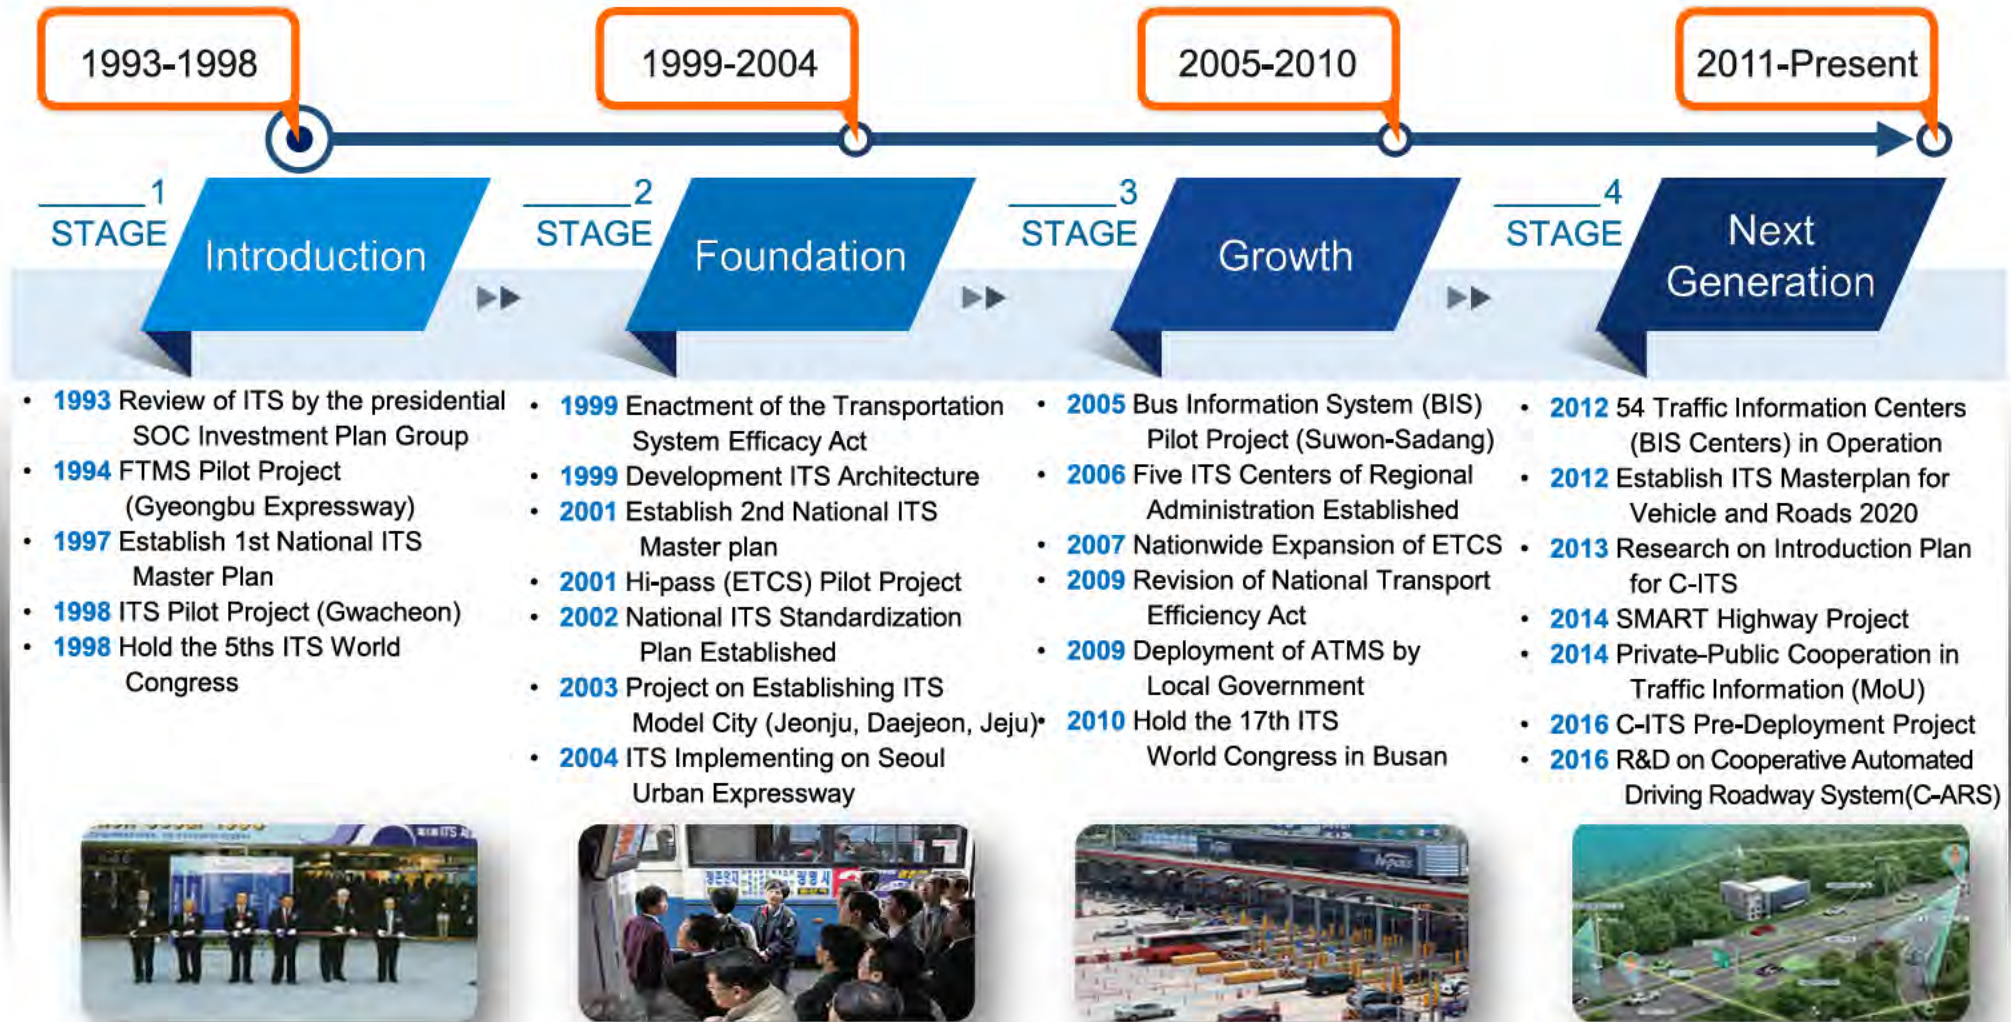 1993-1998
1999-2004
2005-2010
2011-Present
1
STAGE
Introduction
2
STAGE
Foundation
3
STAGE
Growth
4
STAGE
Next
Generation
• 1993 Review of ITS by the presidential
SOC Investment Plan Group
• 1994 FTMS Pilot Project
(Gyeongbu Expressway)
• 1997 Establish 1st National ITS
Master Plan
• 1998 ITS Pilot Project (Gwacheon)
• 1998 Hold the 5ths ITS World
Congress
• 1999 Enactment of the Transportation
System Efficacy Act
• 1999 Development ITS Architecture
• 2001 Establish 2nd National ITS
Master plan
• 2001 Hi-pass (ETCS) Pilot Project
• 2002 National ITS Standardization
Plan Established
• 2003 Project on Establishing ITS
Model City (Jeonju, Daejeon, Jeju)
• 2004 ITS Implementing on Seoul
Urban Expressway
• 2005 Bus Information System (BIS)
Pilot Project (Suwon-Sadang)
• 2006 Five ITS Centers of Regional
Administration Established
• 2007 Nationwide Expansion of ETCS
• 2009 Revision of National Transport
Efficiency Act
• 2009 Deployment of ATMS by
Local Government
• 2010 Hold the 17th ITS
World Congress in Busan
• 2012 54 Traffic Information Centers
(BIS Centers) in Operation
• 2012 Establish ITS Masterplan for
Vehicle and Roads 2020
• 2013 Research on Introduction Plan
for C-ITS
• 2014 SMART Highway Project
• 2014 Private-Public Cooperation in
Traffic Information (MoU)
• 2016 C-ITS Pre-Deployment Project
• 2016 R&D on Cooperative Automated
Driving Roadway System(C-ARS)